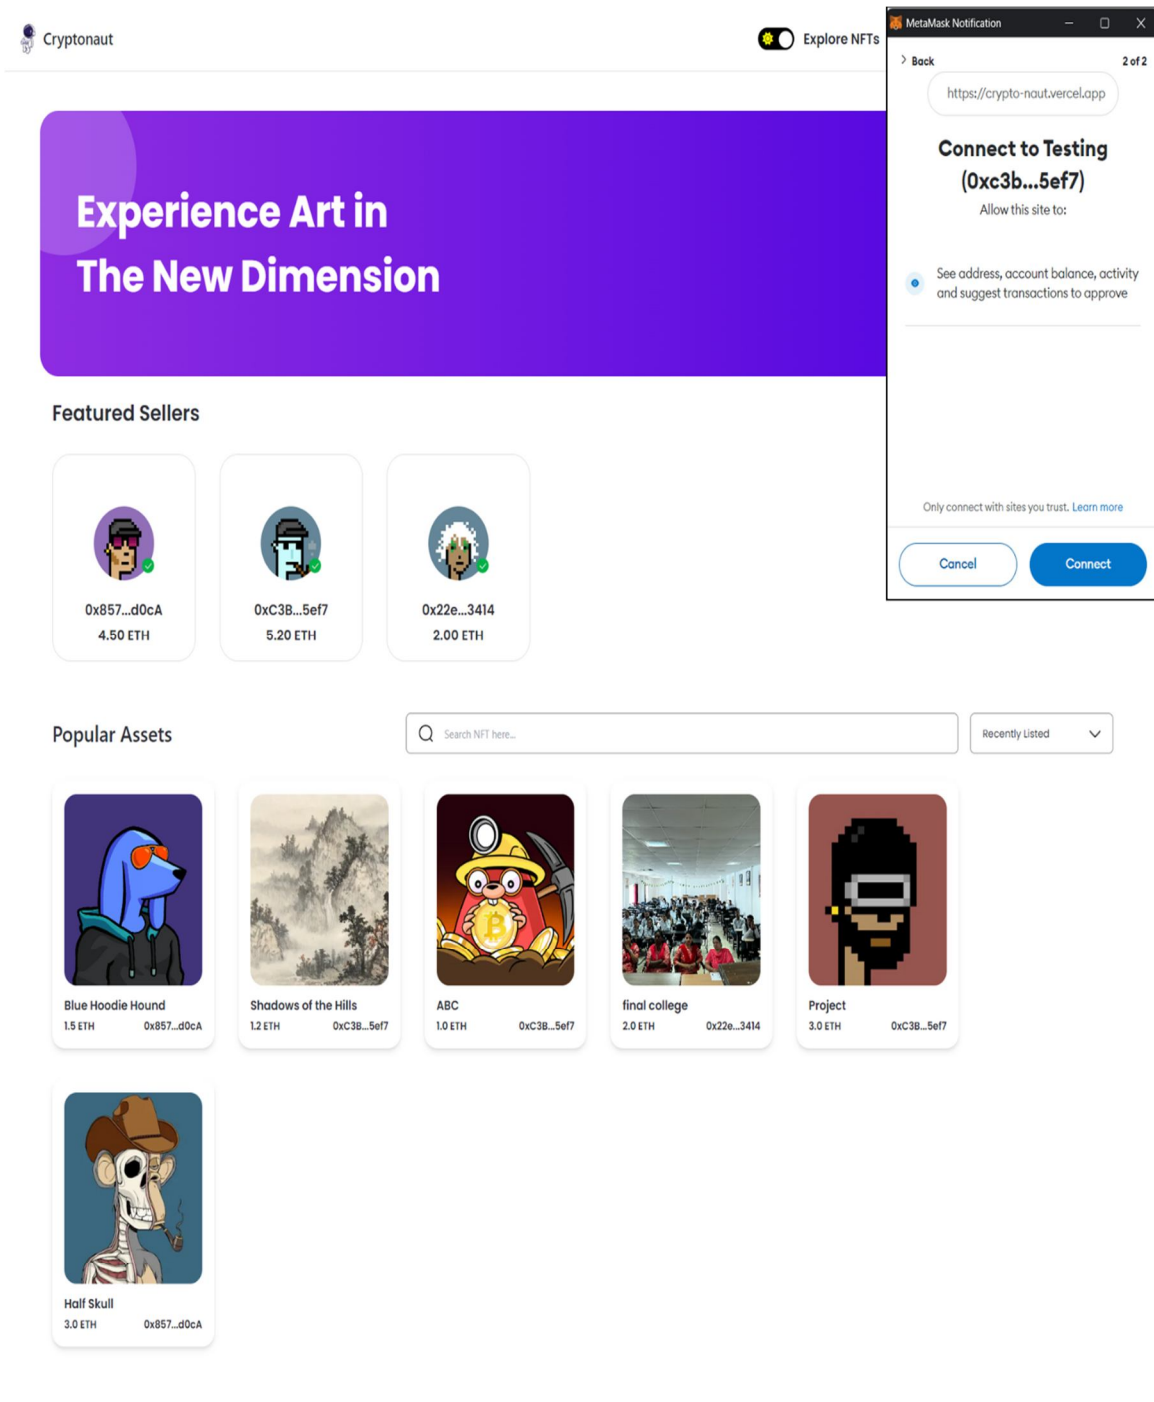 Cryptonaut
Explore NFTs
MetaMask Notification
Back
2 of 2
https://crypto-naut.vercel.app
Connect to Testing
(0xc3b...5ef7)
Allow this site to:
See address, account balance, activity
and suggest transactions to approve
Only connect with sites you trust. Learn more
Cancel
Connect
Experience Art in
The New Dimension
Featured Sellers
0x857...d0cA
4.50 ETH
0xC3B...5ef7
5.20 ETH
0x22e...3414
2.00 ETH
Popular Assets
Search NFT here...
Recently Listed
Blue Hoodie Hound
1.5 ETH
0x857...d0cA
Shadows of the Hills
1.2 ETH
0xC3B...5ef7
ABC
1.0 ETH
0xC3B...5ef7
final college
2.0 ETH
0x22e...3414
Project
3.0 ETH
0xC3B...5ef7
Half Skull
3.0 ETH
0x857...d0cA